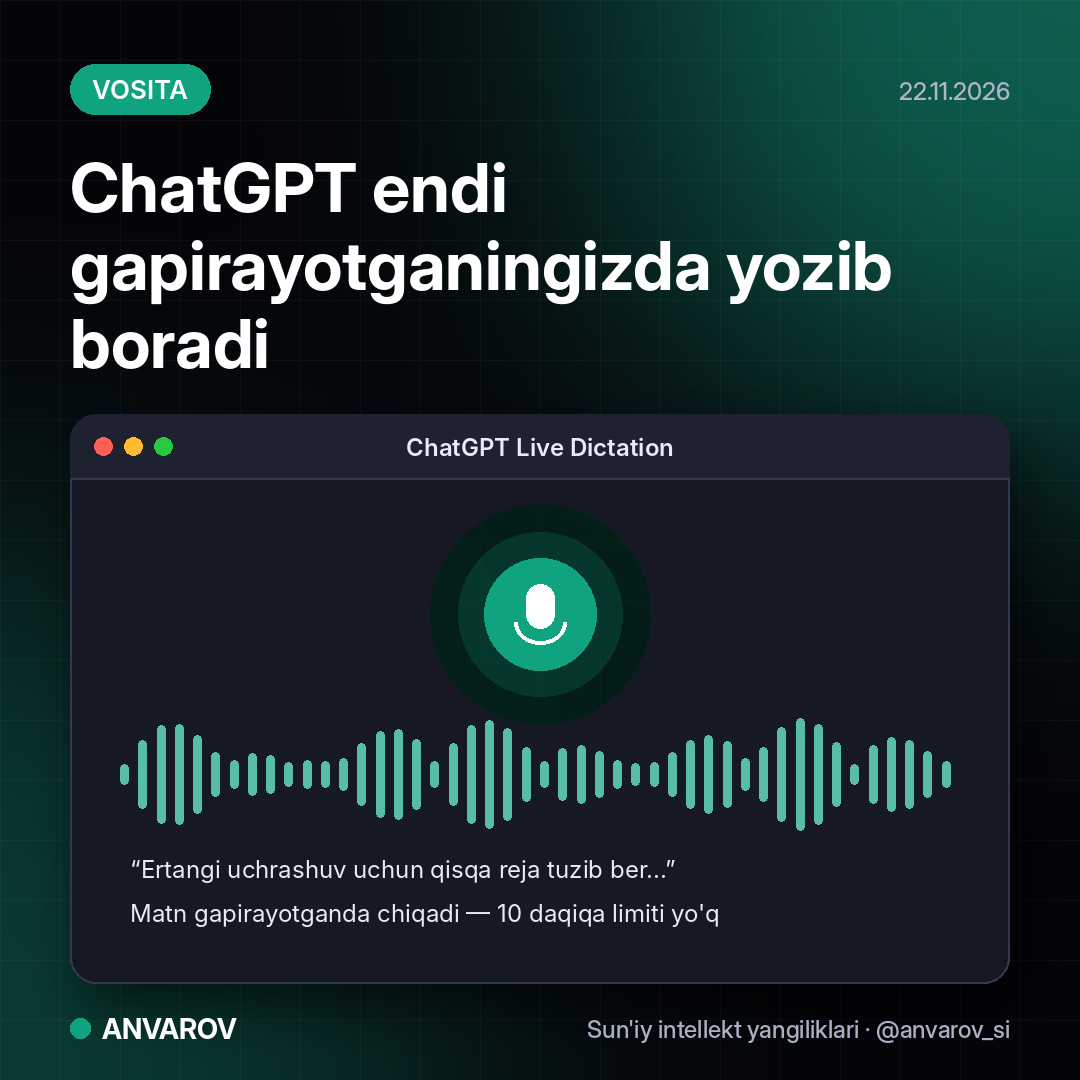 VOSITA
22.11.2026
ChatGPT endi
gapirayotganingizda yozib
boradi
ChatGPT Live Dictation
“Ertangi uchrashuv uchun qisqa reja tuzib ber...”
Matn gapirayotganda chiqadi — 10 daqiqa limiti yo'q
ANVAROV
Sun'iy intellekt yangiliklari · @anvarov_si